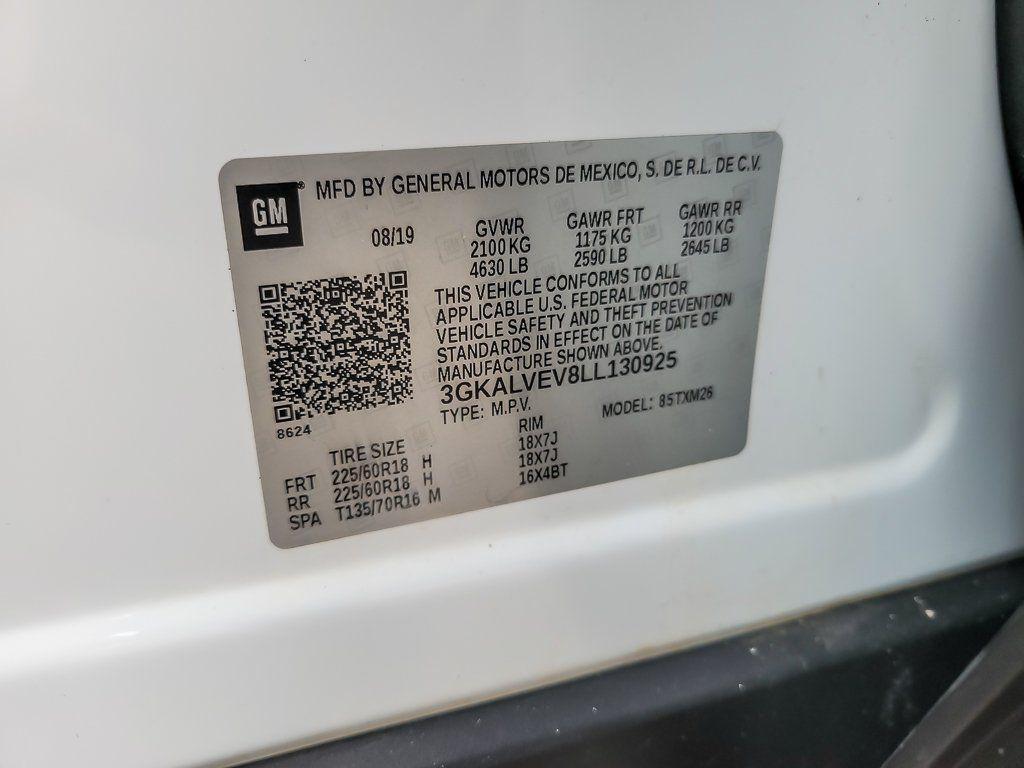 GM
MFD BY GENERAL MOTORS DE MEXICO, S. DE R.L. DE C.V.
08/19
GVWR
2100 KG
4630 LB
GAWR FRT
1175 KG
2590 LB
GAWR RR
1200 KG
2645 LB
THIS VEHICLE CONFORMS TO ALL
APPLICABLE U.S. FEDERAL MOTOR
VEHICLE SAFETY AND THEFT PREVENTION
STANDARDS IN EFFECT ON THE DATE OF
MANUFACTURE SHOWN ABOVE.
3GKALVEV8LL130925
TYPE: M.P.V. MODEL: 85TXM26
8624
TIRE SIZE RIM
FRT 225/60R18 H 18X7J
RR 225/60R18 H 18X7J
SPA T135/70R16 M 16X4BT